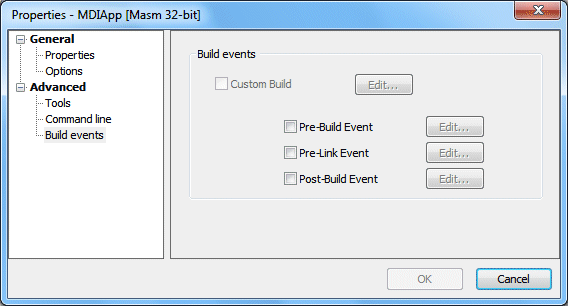 Properties - MDIApp [Masm 32-bit]
General
Properties
Options
Advanced
Tools
Command line
Build events
Build events
Custom Build Edit...
Pre-Build Event Edit...
Pre-Link Event Edit...
Post-Build Event Edit...
OK Cancel